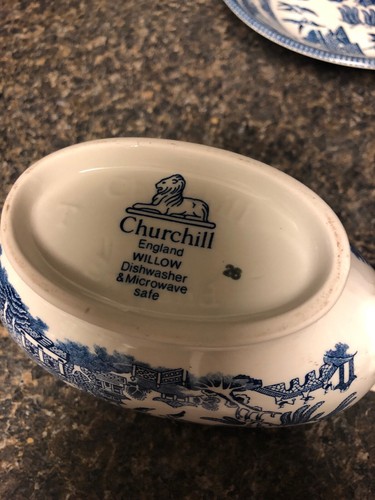 Churchill
England
WILLOW
Dishwasher
& Microwave
safe
26